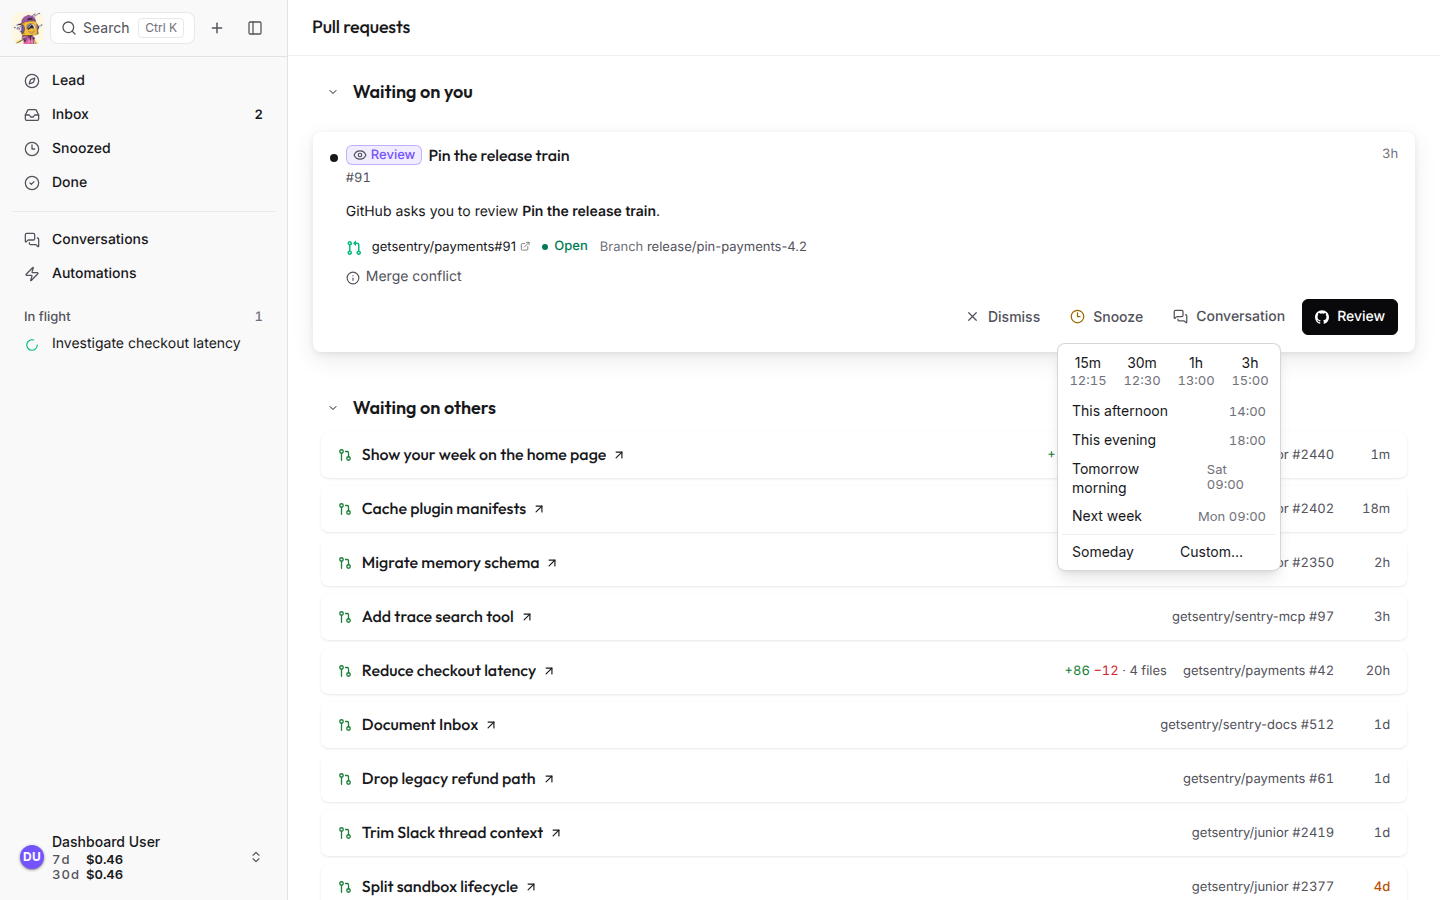 Search Ctrl K
Pull requests
Lead
Inbox 2
Snoozed
Done
Conversations
Automations
In flight 1
Investigate checkout latency
DU
Dashboard User
7d $0.46
30d $0.46
Waiting on you
Review Pin the release train 3h
#91
GitHub asks you to review Pin the release train.
getsentry/payments#91 Open Branch release/pin-payments-4.2
Merge conflict
Dismiss Snooze Conversation Review
15m 30m 1h 3h
12:15 12:30 13:00 15:00
This afternoon 14:00
This evening 18:00
Tomorrow morning Sat 09:00
Next week Mon 09:00
Someday Custom...
Waiting on others
Show your week on the home page + or #2440 1m
Cache plugin manifests or #2402 18m
Migrate memory schema or #2350 2h
Add trace search tool getsentry/sentry-mcp #97 3h
Reduce checkout latency +86 −12 · 4 files getsentry/payments #42 20h
Document Inbox getsentry/sentry-docs #512 1d
Drop legacy refund path getsentry/payments #61 1d
Trim Slack thread context getsentry/junior #2419 1d
Split sandbox lifecycle getsentry/junior #2377 4d